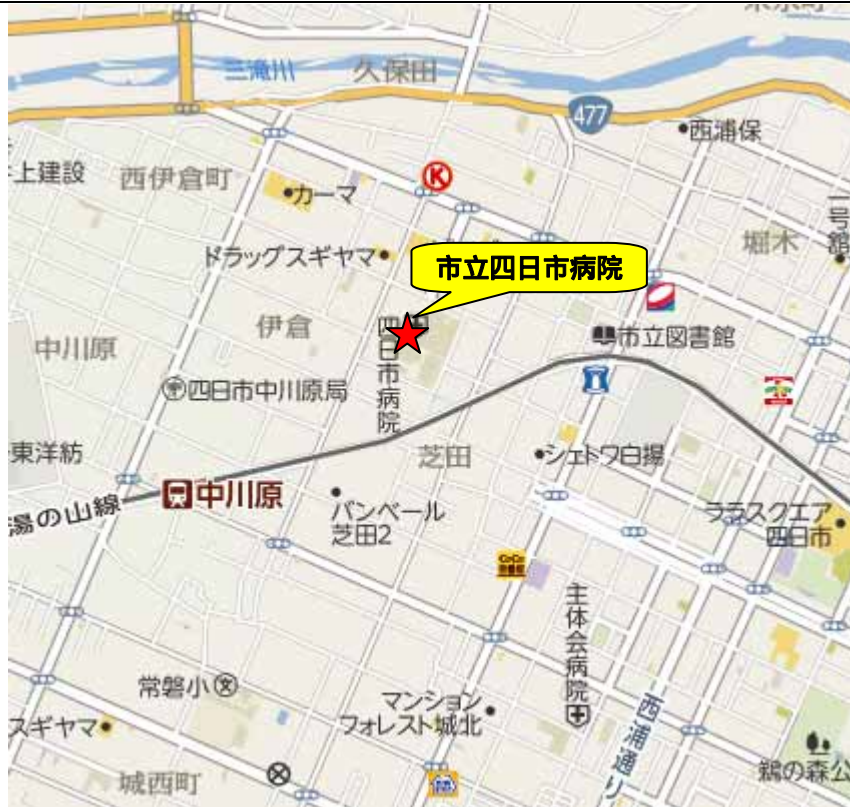 三滝川
久保田
477
西浦保
上建設
西伊倉町
K
カーマ
一号館
堀木
ドラッグスギヤマ
市立四日市病院
伊倉
四日市病院
市立図書館
中川原
四日市中川原局
東洋紡
芝田
シェトワ白揚
湯の山線
中川原
バンベール
芝田2
ララスクエア
四日市
CoCo
主体会病院
常磐小
文
マンション
フォレスト城北
西浦通り
スギヤマ
城西町
鵜の森公